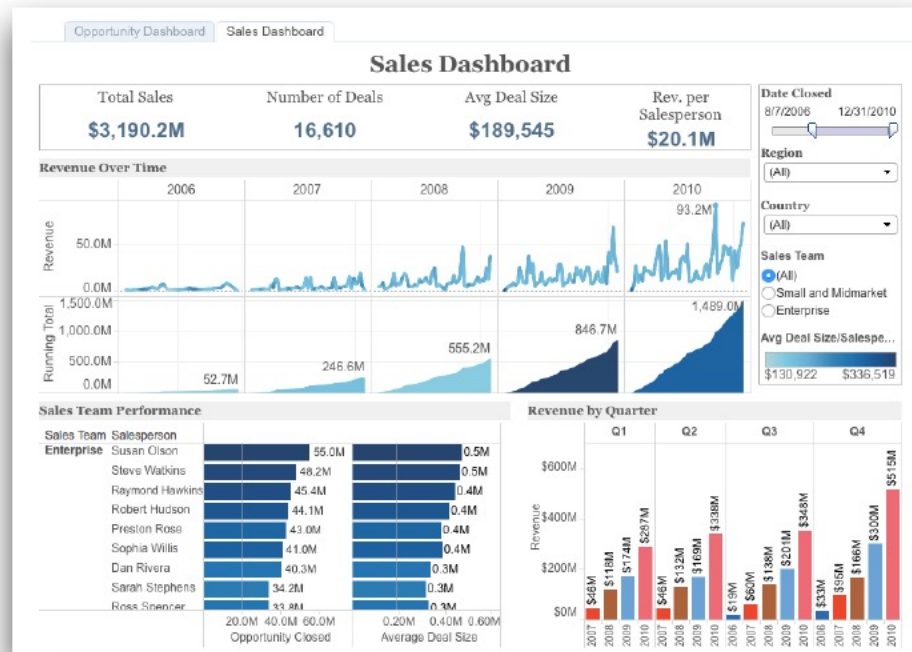 Opportunity Dashboard Sales Dashboard
Sales Dashboard
Total Sales Number of Deals Avg Deal Size Rev. per Salesperson
$3,190.2M 16,610 $189,545 $20.1M
Date Closed
8/7/2006 12/31/2010
Region
(All)
Country
(All)
Sales Team
(All)
Small and Midmarket
Enterprise
Avg Deal Size/Salespe...
$130,922 $336,519
Revenue Over Time
2006 2007 2008 2009 2010
Revenue
50.0M
0.0M
93.2M
Running Total
1,500.0M
1,000.0M
500.0M
0.0M
52.7M 246.6M 555.2M 846.7M 1,489.0M
Sales Team Performance
Sales Team Salesperson
Enterprise Susan Olson 55.0M 0.5M
Steve Watkins 48.2M 0.5M
Raymond Hawkins 45.4M 0.4M
Robert Hudson 44.1M 0.4M
Preston Rose 43.0M 0.4M
Sophia Willis 41.0M 0.4M
Dan Rivera 40.3M 0.3M
Sarah Stephens 34.2M 0.3M
Ross Spencer 33.8M 0.3M
20.0M 40.0M 60.0M 0.20M 0.40M 0.60M
Opportunity Closed Average Deal Size
Revenue by Quarter
Q1 Q2 Q3 Q4
Revenue
$600M
$400M
$200M
$0M
$46M $118M $174M $287M $46M $132M $169M $338M $19M $60M $138M $201M $348M $33M $95M $166M $300M $515M
2007 2008 2009 2010 2007 2008 2009 2010 2006 2007 2008 2009 2010 2006 2007 2008 2009 2010